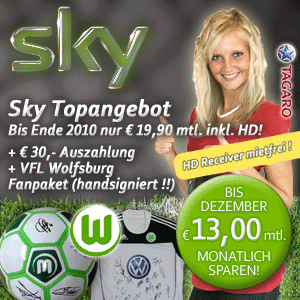 sky
TAGARO
Sky Topangebot
Bis Ende 2010 nur € 19,90 mtl. inkl. HD!
+ € 30,- Auszahlung
+ VFL Wolfsburg
Fanpaket (handsigniert !!)
HD Receiver mietfrei !
BIS
DEZEMBER
€ 13,00 mtl.
MONATLICH
SPAREN!
W